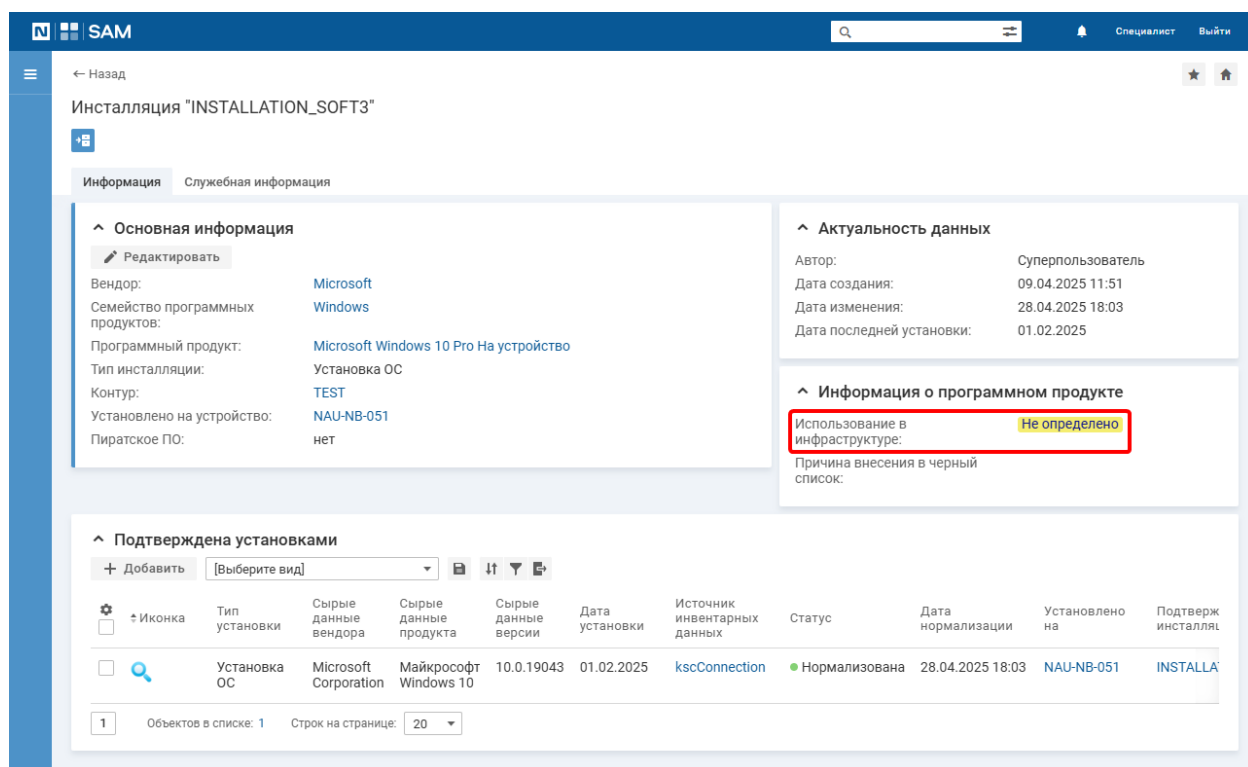 N SAM
Специалист Выйти
← Назад
Инсталляция "INSTALLATION_SOFT3"
Информация Служебная информация
Основная информация
Редактировать
Вендор: Microsoft
Семейство программных продуктов: Windows
Программный продукт: Microsoft Windows 10 Pro На устройство
Тип инсталляции: Установка ОС
Контур: TEST
Установлено на устройство: NAU-NB-051
Пиратское ПО: нет
Актуальность данных
Автор: Суперпользователь
Дата создания: 09.04.2025 11:51
Дата изменения: 28.04.2025 18:03
Дата последней установки: 01.02.2025
Информация о программном продукте
Использование в инфраструктуре: Не определено
Причина внесения в черный список:
Подтверждена установками
+ Добавить [Выберите вид]
Иконка Тип установки Сырые данные вендора Сырые данные продукта Сырые данные версии Дата установки Источник инвентарных данных Статус Дата нормализации Установлено на Подтверж инсталляц
Установка ОС Microsoft Corporation Майкрософт Windows 10 10.0.19043 01.02.2025 kscConnection Нормализована 28.04.2025 18:03 NAU-NB-051 INSTALLA
1 Объектов в списке: 1 Строк на странице: 20